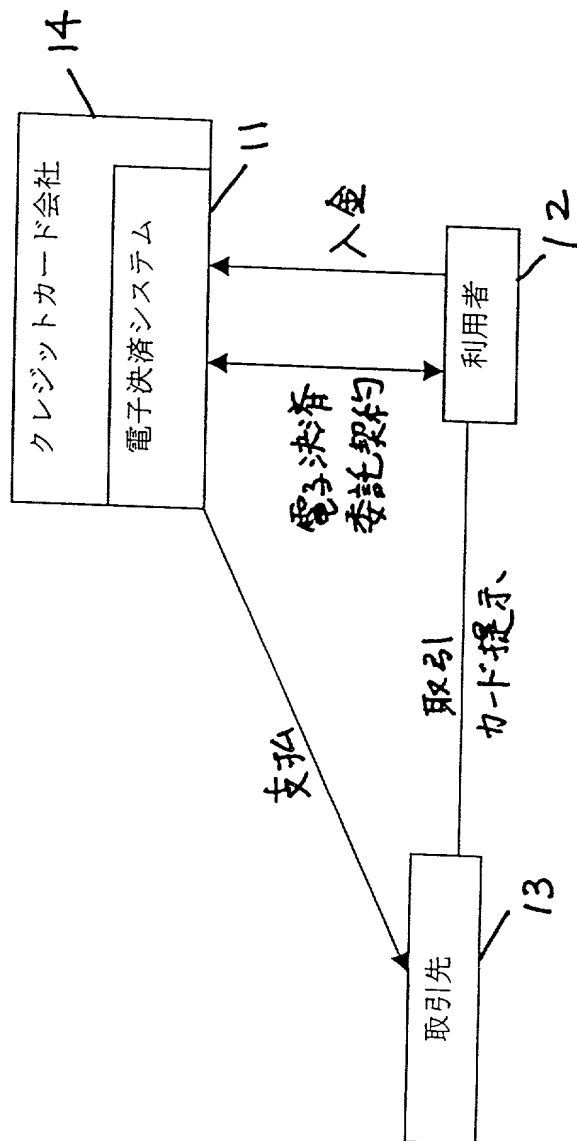 クレジットカード会社
14
電子決済システム
11
電子決済
委託契約
入金
支払
利用者
12
取引
カード提示
取引先
13